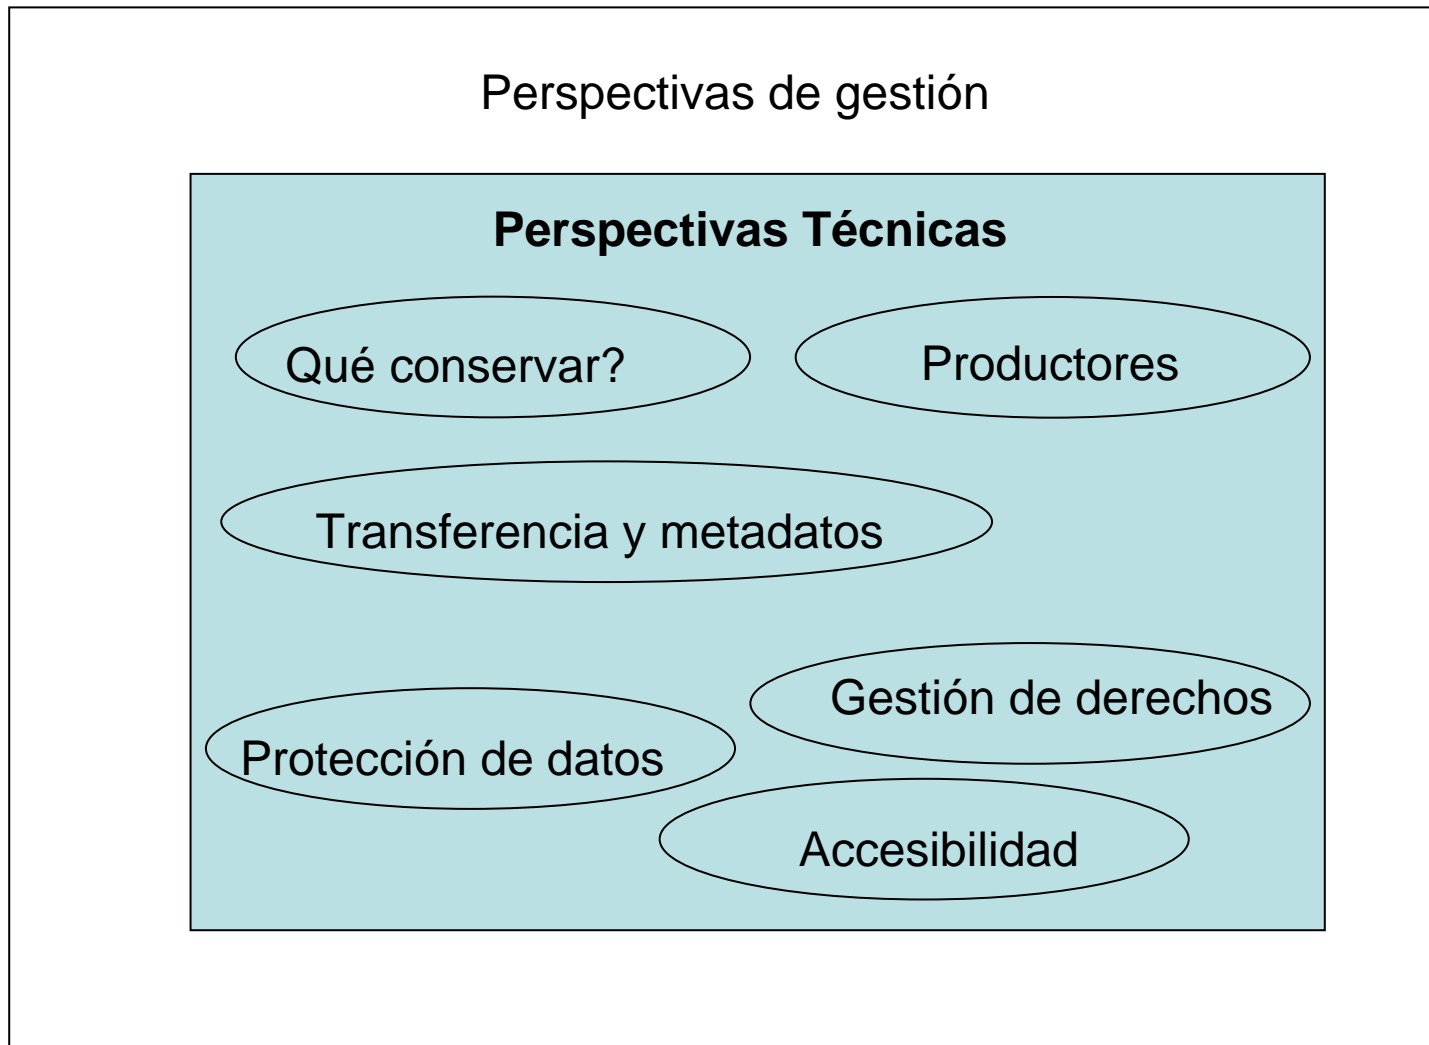 Perspectivas de gestión
Perspectivas Técnicas
Qué conservar?
Productores
Transferencia y metadatos
Gestión de derechos
Protección de datos
Accesibilidad